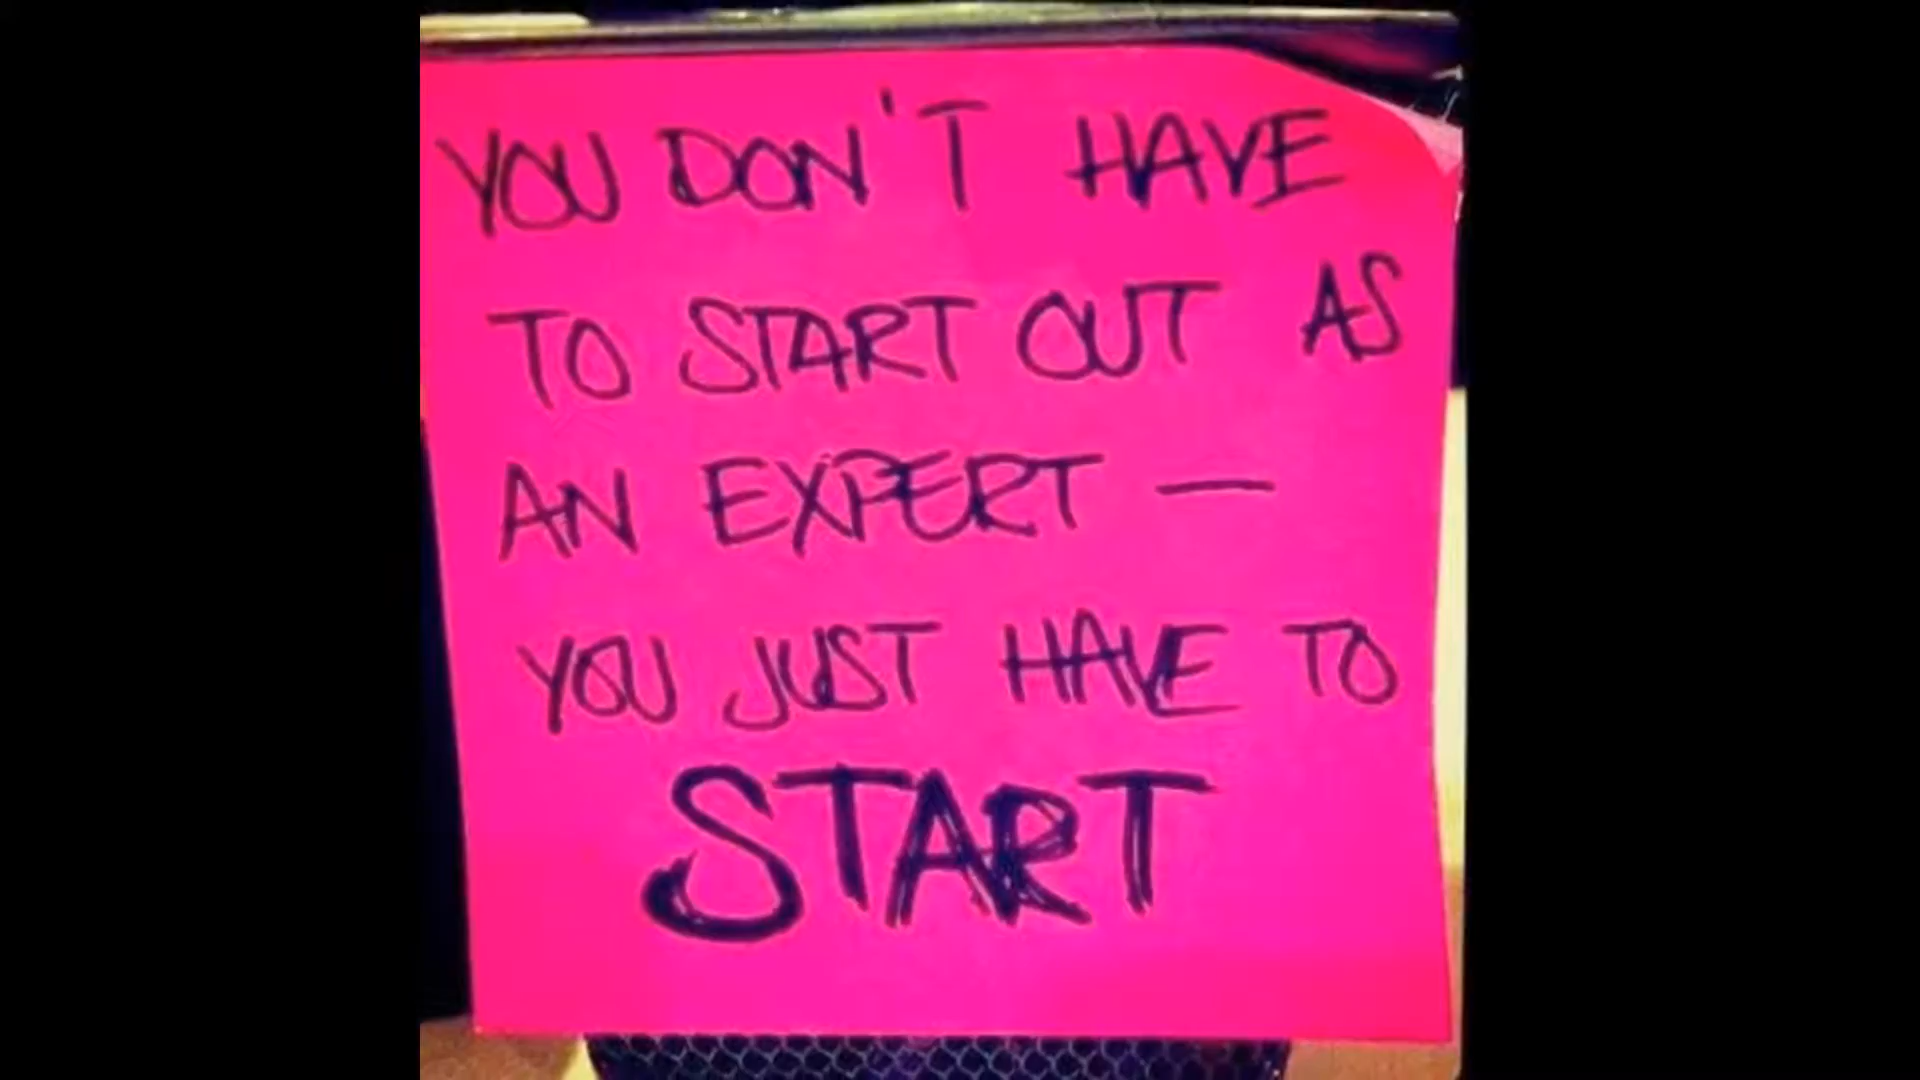 YOU DON'T HAVE
TO START OUT AS
AN EXPERT —
YOU JUST HAVE TO
START